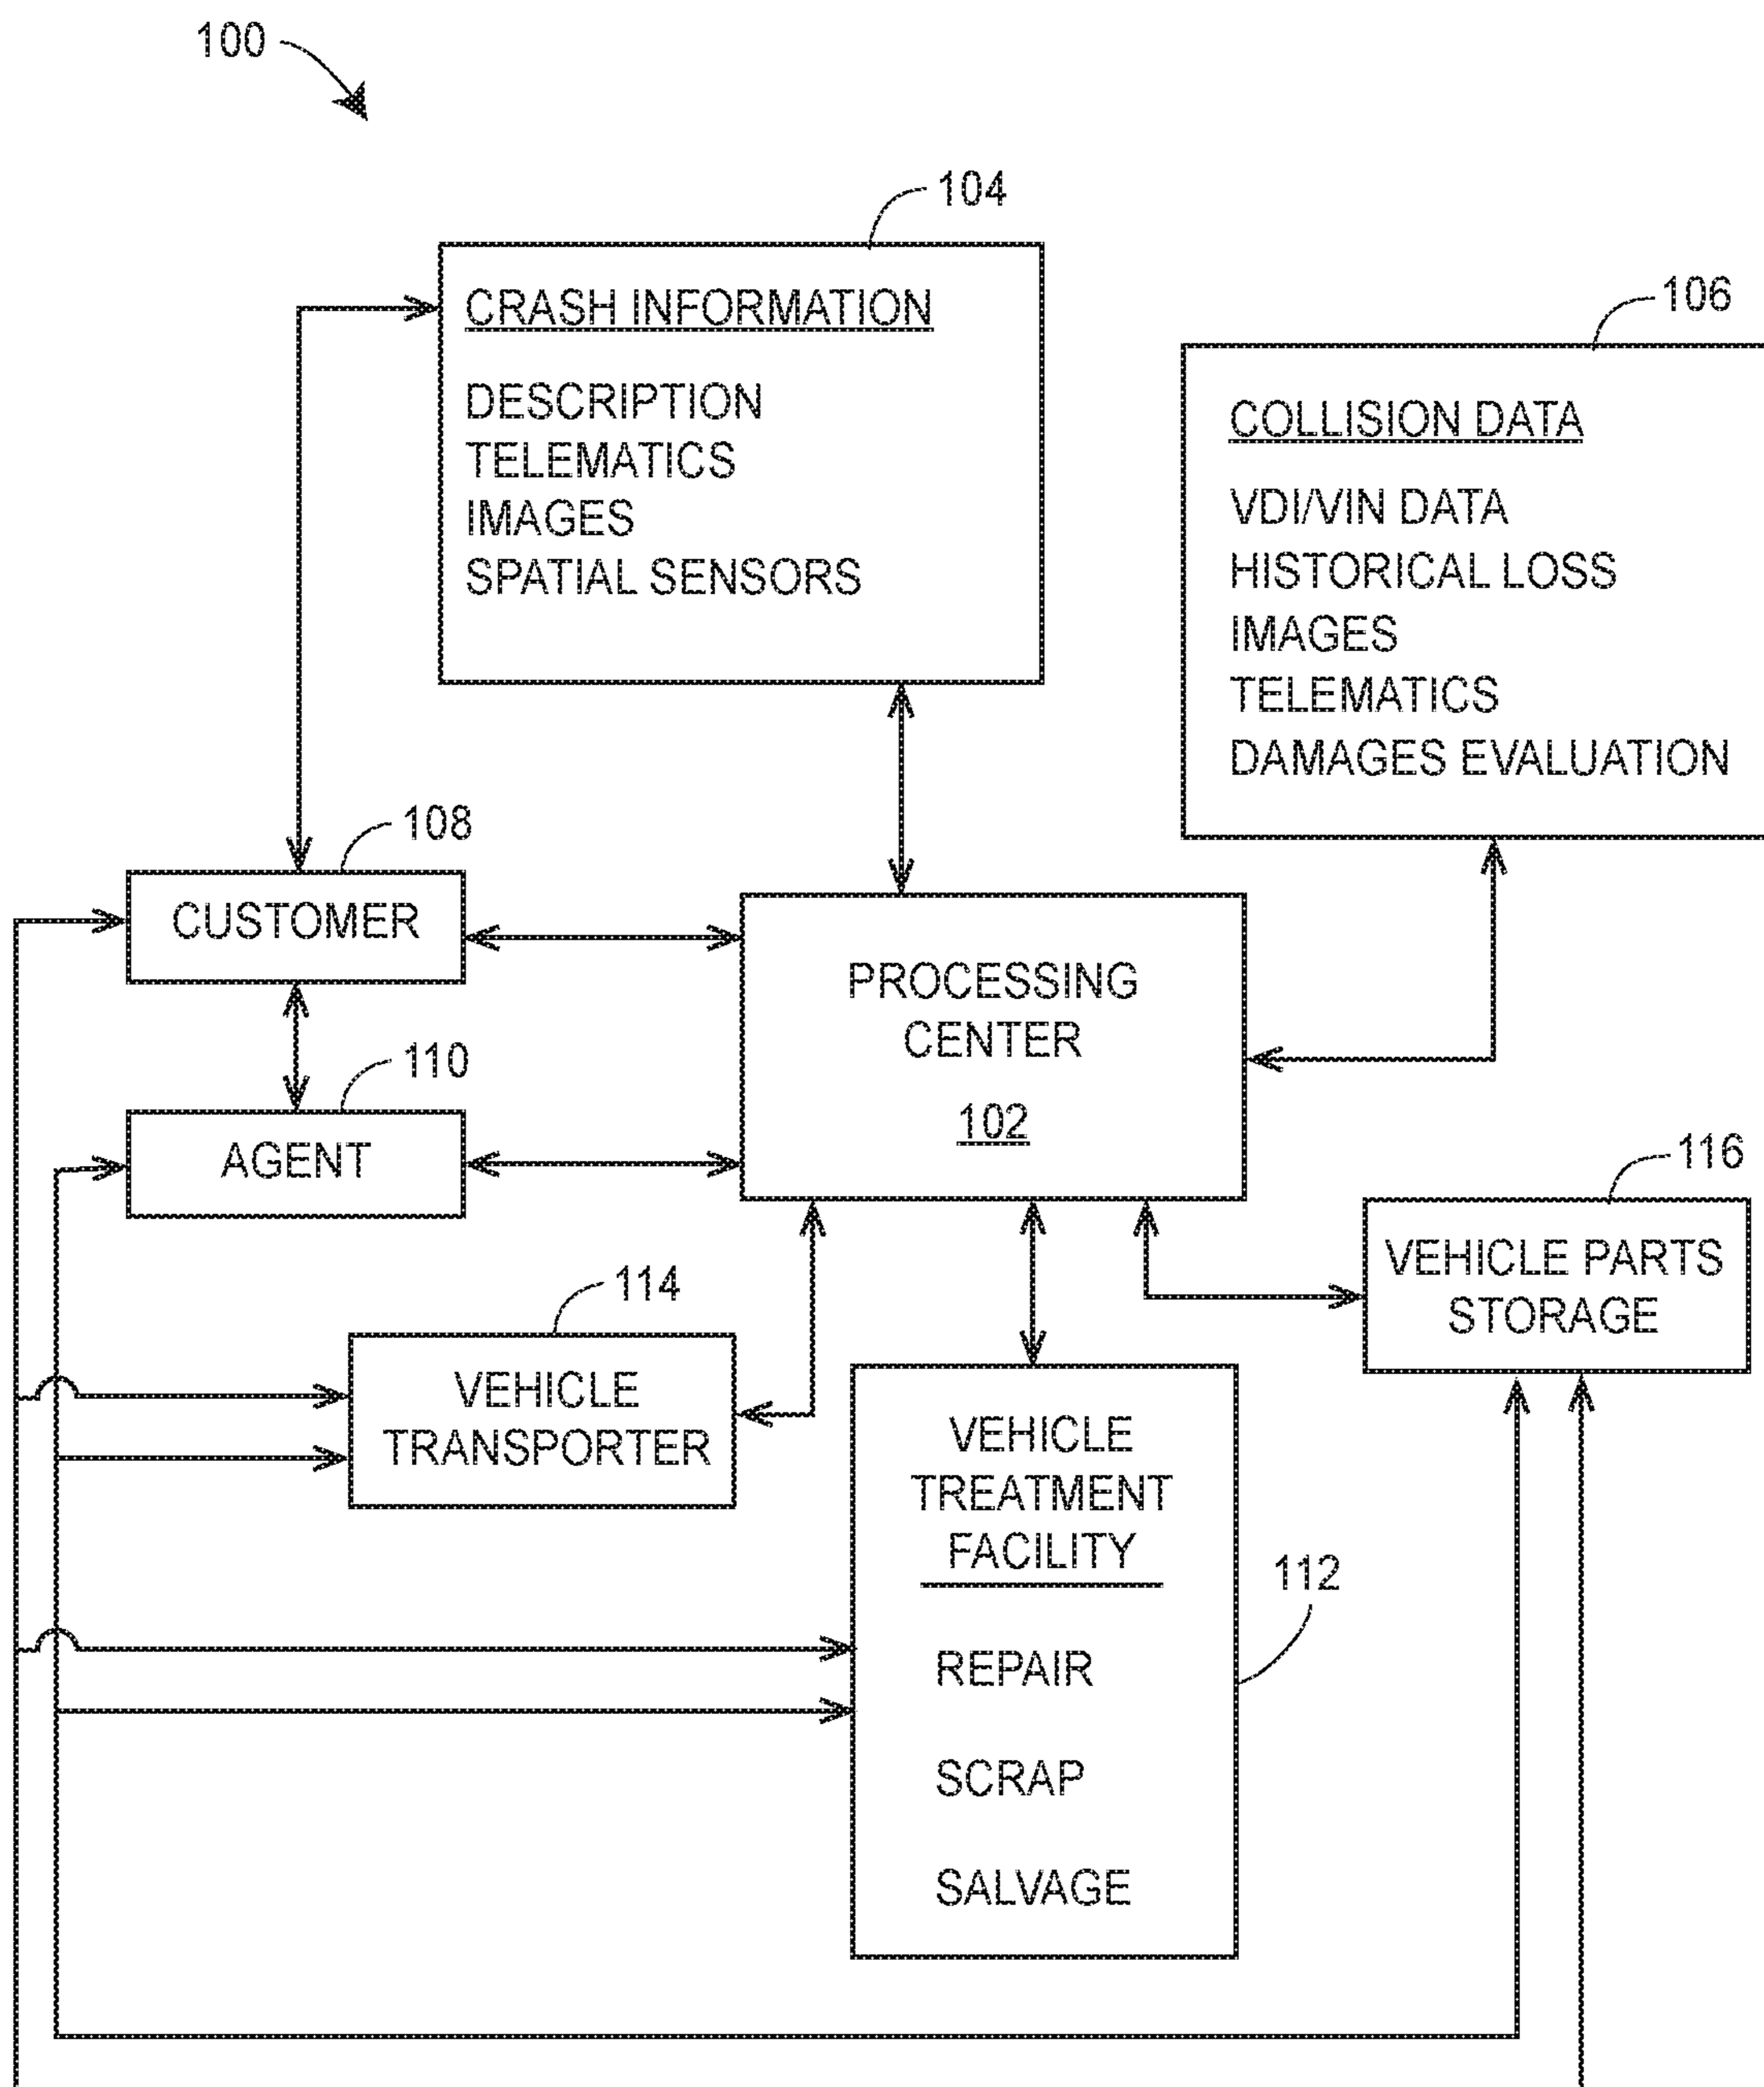 100
104
CRASH INFORMATION
DESCRIPTION
TELEMATICS
IMAGES
SPATIAL SENSORS
106
COLLISION DATA
VDI/VIN DATA
HISTORICAL LOSS
IMAGES
TELEMATICS
DAMAGES EVALUATION
108
CUSTOMER
PROCESSING
CENTER
102
110
AGENT
116
VEHICLE PARTS
STORAGE
114
VEHICLE
TRANSPORTER
VEHICLE
TREATMENT
FACILITY
112
REPAIR
SCRAP
SALVAGE